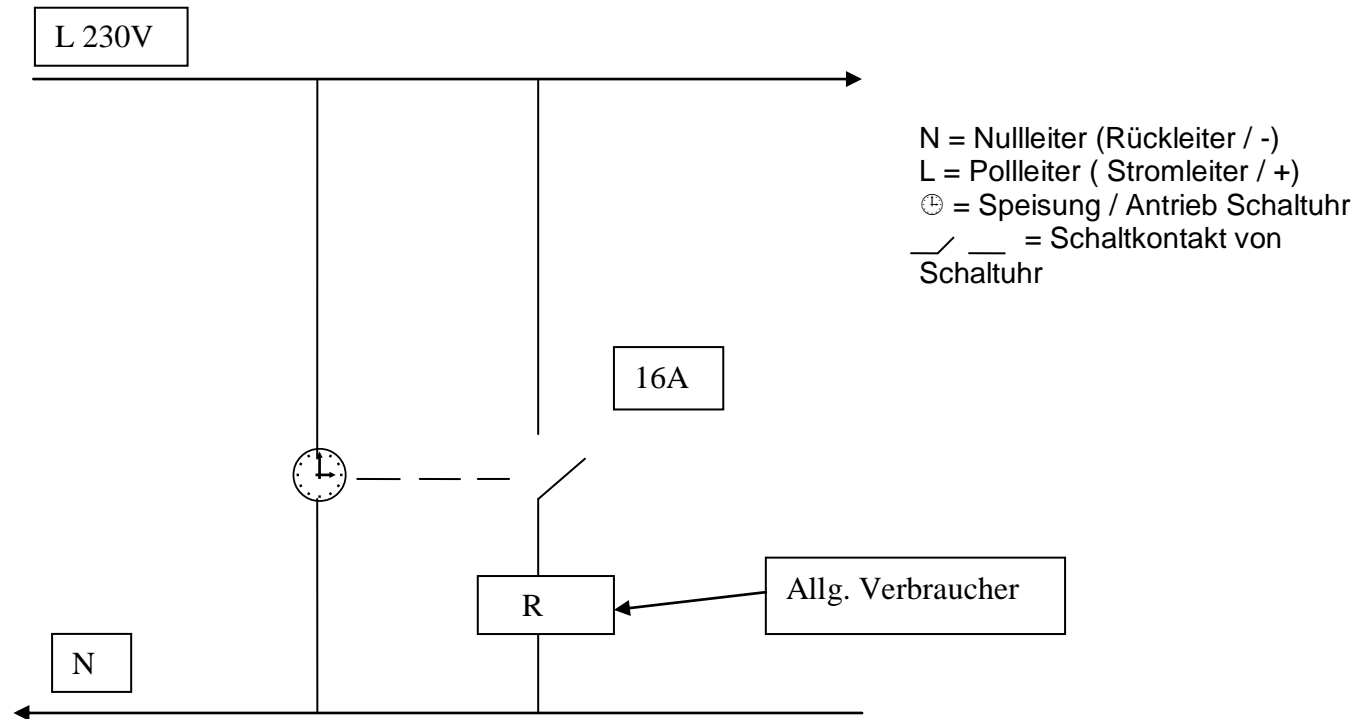 L 230V
N = Nullleiter (Rückleiter / -)
L = Pollleiter ( Stromleiter / +)
= Speisung / Antrieb Schaltuhr
= Schaltkontakt von
Schaltuhr
16A
R
Allg. Verbraucher
N